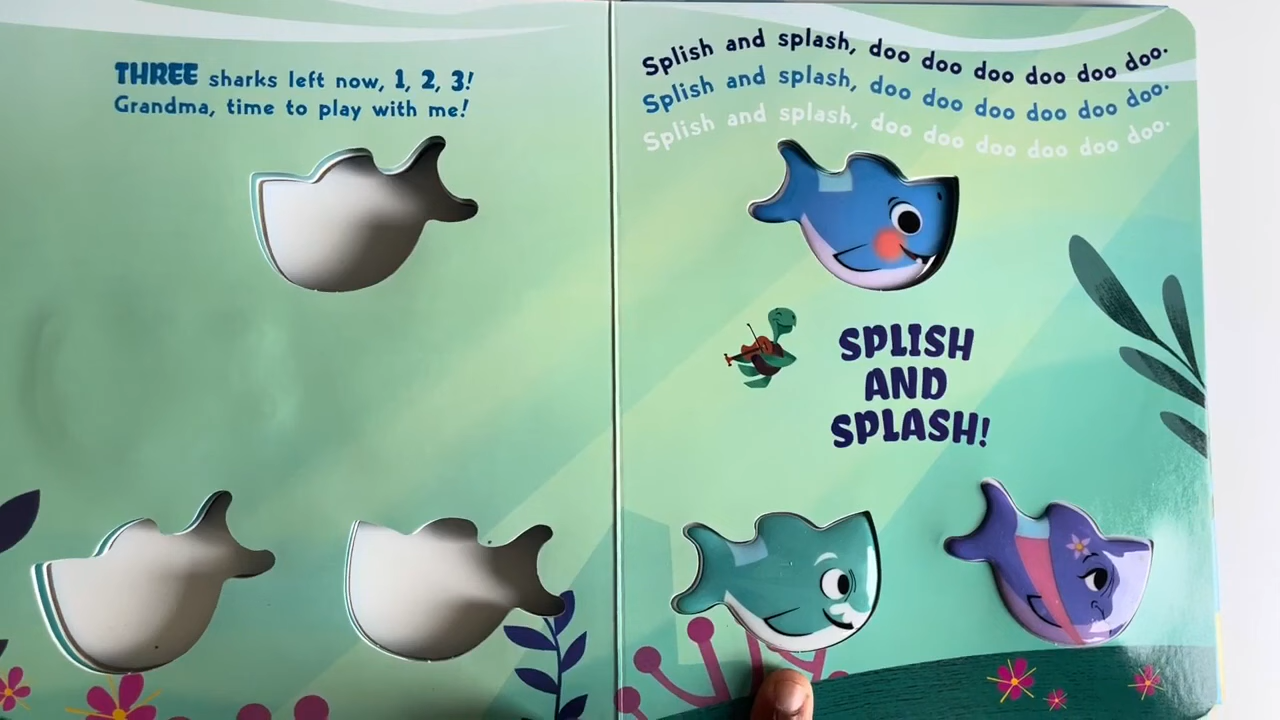 THREE sharks left now, 1, 2, 3!
Grandma, time to play with me!
Splish and splash, doo doo doo doo doo doo.
Splish and splash, doo doo doo doo doo doo.
Splish and splash, doo doo doo doo doo doo.
SPLISH
AND
SPLASH!